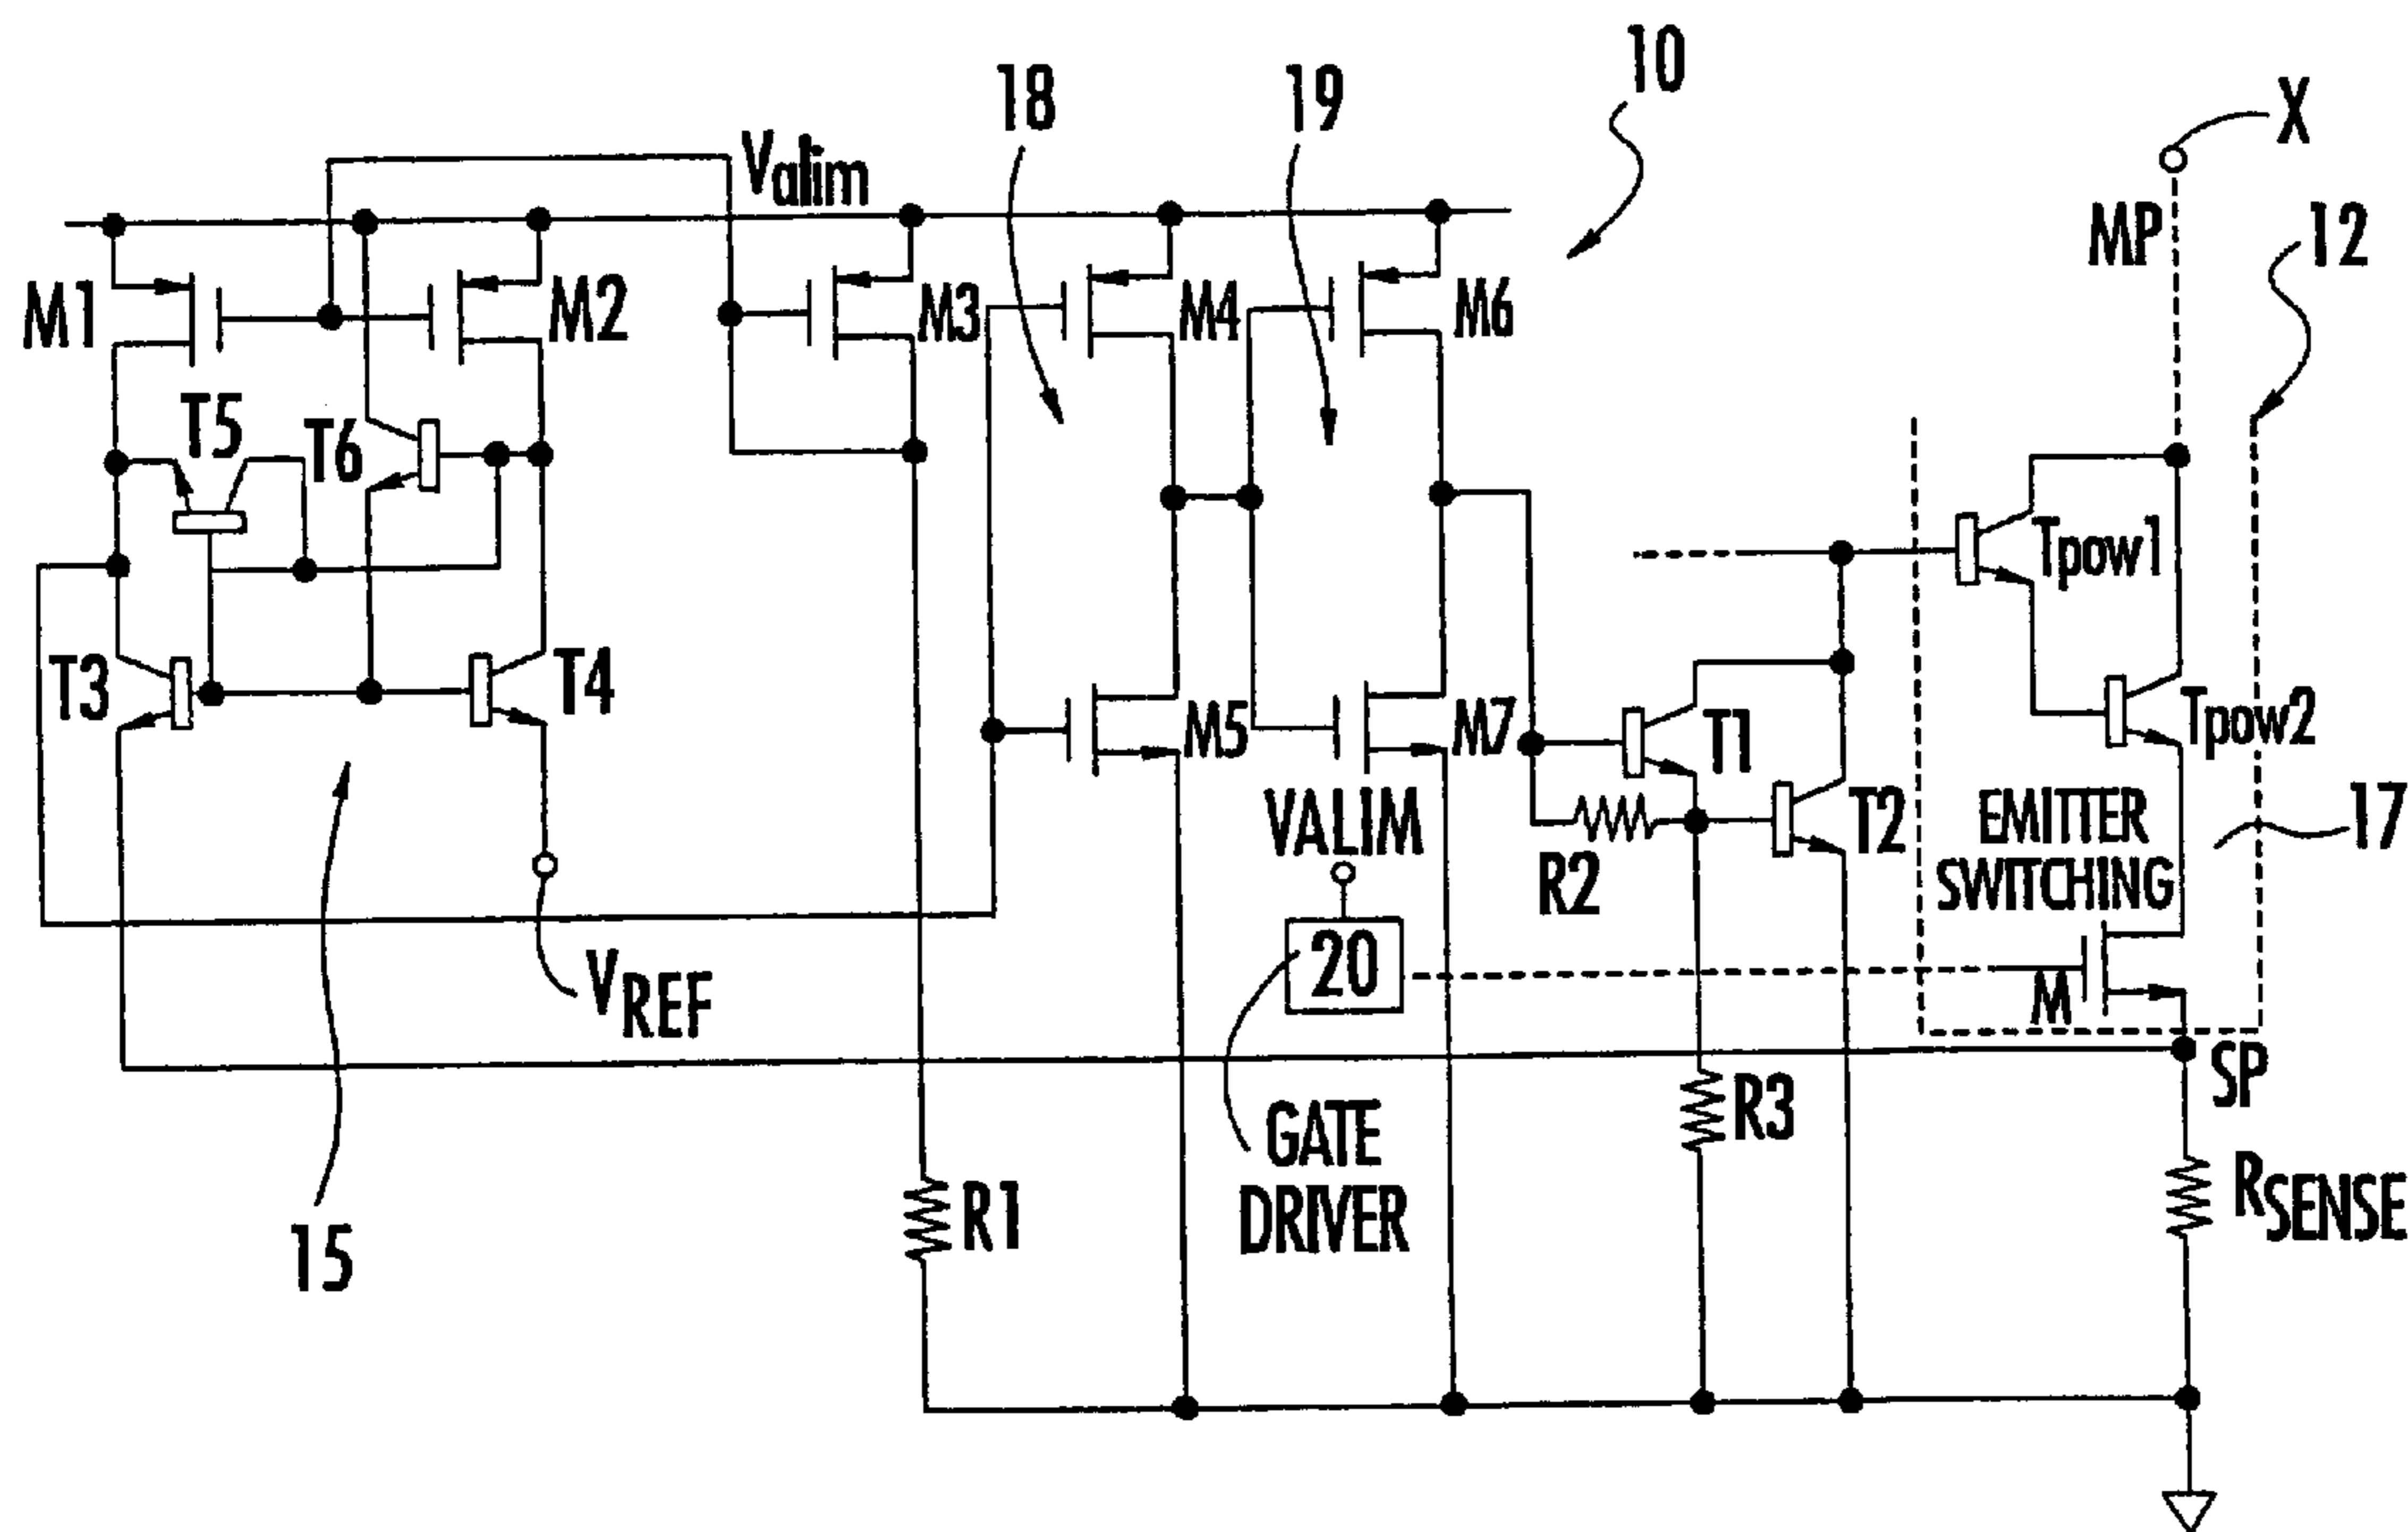 10
18
19
X
Valim
MP
12
M1
M2
M3
M4
M6
T5
T6
Tpow1
T3
T4
M5
M7
T1
Tpow2
VALIM
T2
EMITTER
SWITCHING
17
R2
20
VREF
M
SP
R3
GATE
DRIVER
R1
RSENSE
15